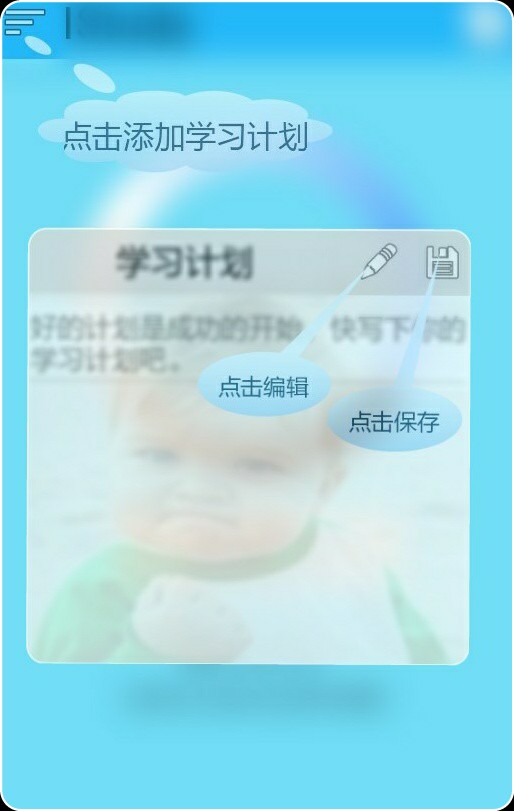 点击添加学习计划
学习计划
好的计划是成功的开始，快写下你的
学习计划吧。
点击编辑
点击保存